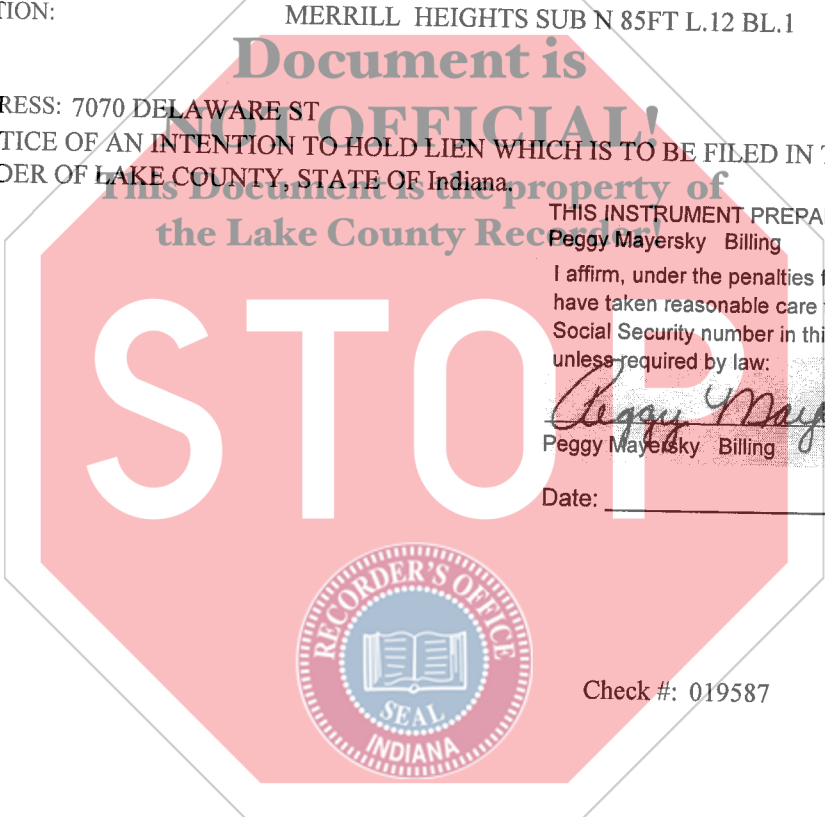 TION: MERRILL HEIGHTS SUB N 85FT L.12 BL.1
Document is
RESS: 7070 DELAWARE ST
NOT OFFICIAL!
TICE OF AN INTENTION TO HOLD LIEN WHICH IS TO BE FILED IN
DER OF LAKE COUNTY, STATE OF Indiana.
This Document is the property of
the Lake County Recorder!
THIS INSTRUMENT PREPA
Peggy Mayersky Billing
I affirm, under the penalties f
have taken reasonable care
Social Security number in thi
unless required by law:
Peggy Maye
Peggy Mayersky Billing
Date:
STOP
RECORDER'S OFFICE
SEAL
INDIANA
Check #: 019587